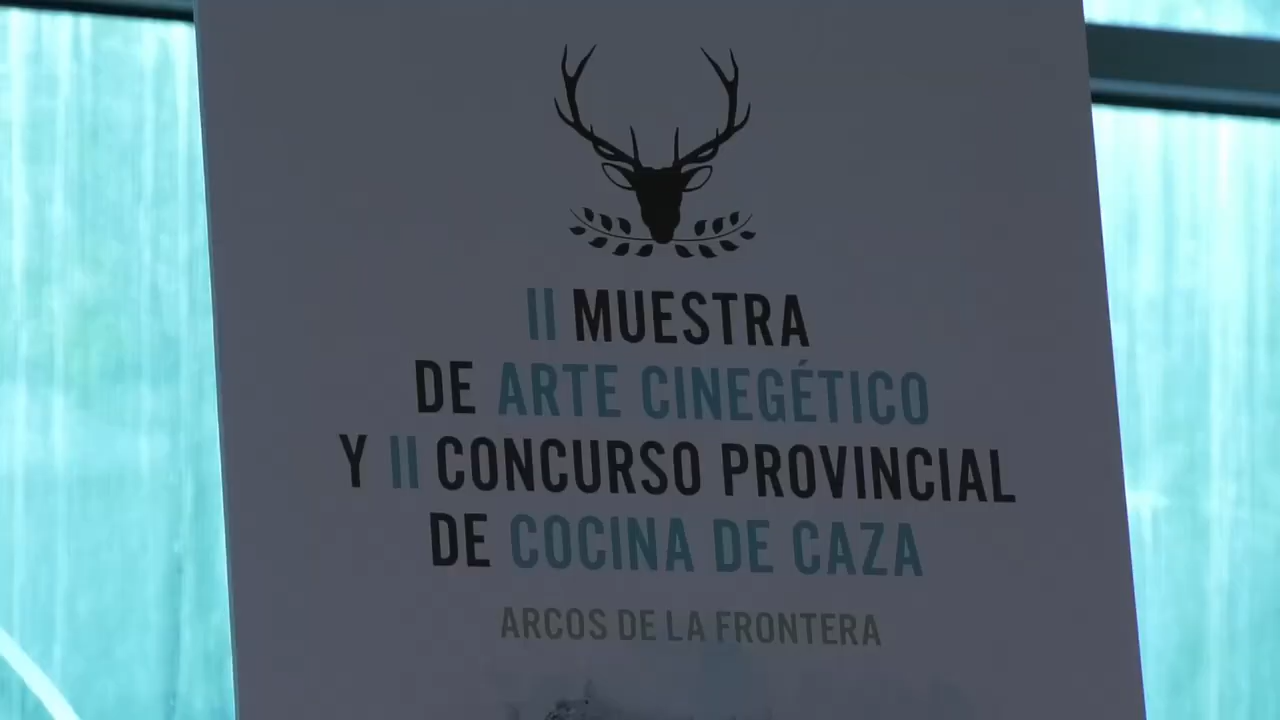 II MUESTRA
DE ARTE CINEGÉTICO
Y II CONCURSO PROVINCIAL
DE COCINA DE CAZA
ARCOS DE LA FRONTERA